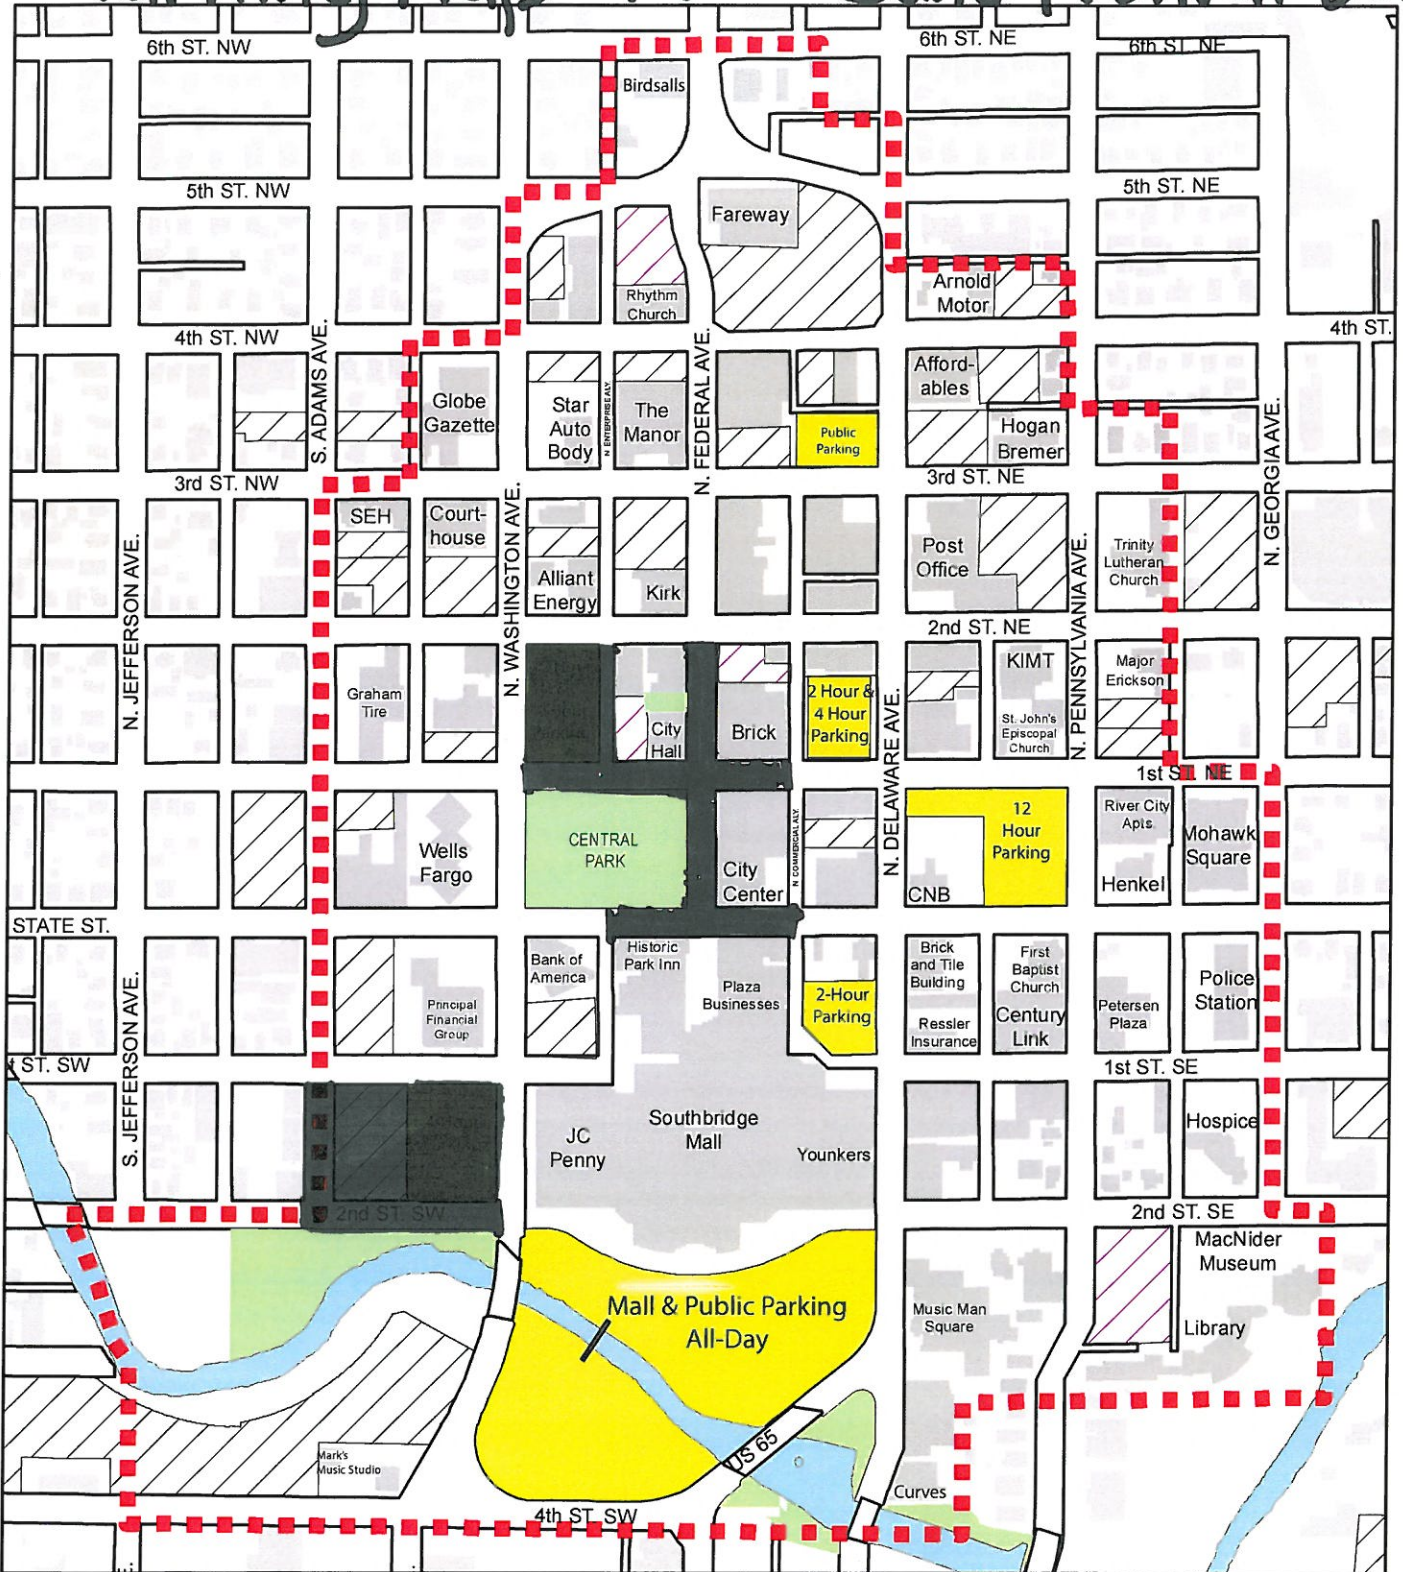 6th ST. NW
6th ST. NE
6th ST. NE
Birdsalls
5th ST. NW
5th ST. NE
Fareway
Rhythm
Church
Arnold
Motor
4th ST. NW
4th ST.
S. ADAMS AVE.
Globe
Gazette
Star
Auto
Body
N ENTERPRISE ALY.
The
Manor
N. FEDERAL AVE.
Public
Parking
Afford-
ables
Hogan
Bremer
N. GEORGIA AVE.
3rd ST. NW
3rd ST. NE
N. JEFFERSON AVE.
SEH
Court-
house
N. WASHINGTON AVE.
Alliant
Energy
Kirk
Post
Office
N. PENNSYLVANIA AVE.
Trinity
Lutheran
Church
2nd ST. NE
Graham
Tire
City
Hall
Brick
2 Hour &
4 Hour
Parking
N. DELAWARE AVE.
KIMT
St. John's
Episcopal
Church
Major
Erickson
1st ST. NE
Wells
Fargo
CENTRAL
PARK
City
Center
N COMMERCIAL ALY.
12
Hour
Parking
CNB
River City
Apts
Henkel
Mohawk
Square
STATE ST.
S. JEFFERSON AVE.
Principal
Financial
Group
Bank of
America
Historic
Park Inn
Plaza
Businesses
2-Hour
Parking
Brick
and Tile
Building
Ressler
Insurance
First
Baptist
Church
Century
Link
Petersen
Plaza
Police
Station
ST. SW
1st ST. SE
JC
Penny
Southbridge
Mall
Younkers
Hospice
2nd ST. SW
2nd ST. SE
MacNider
Museum
Library
Mall & Public Parking
All-Day
Music Man
Square
US 65
Mark's
Music Studio
Curves
4th ST. SW